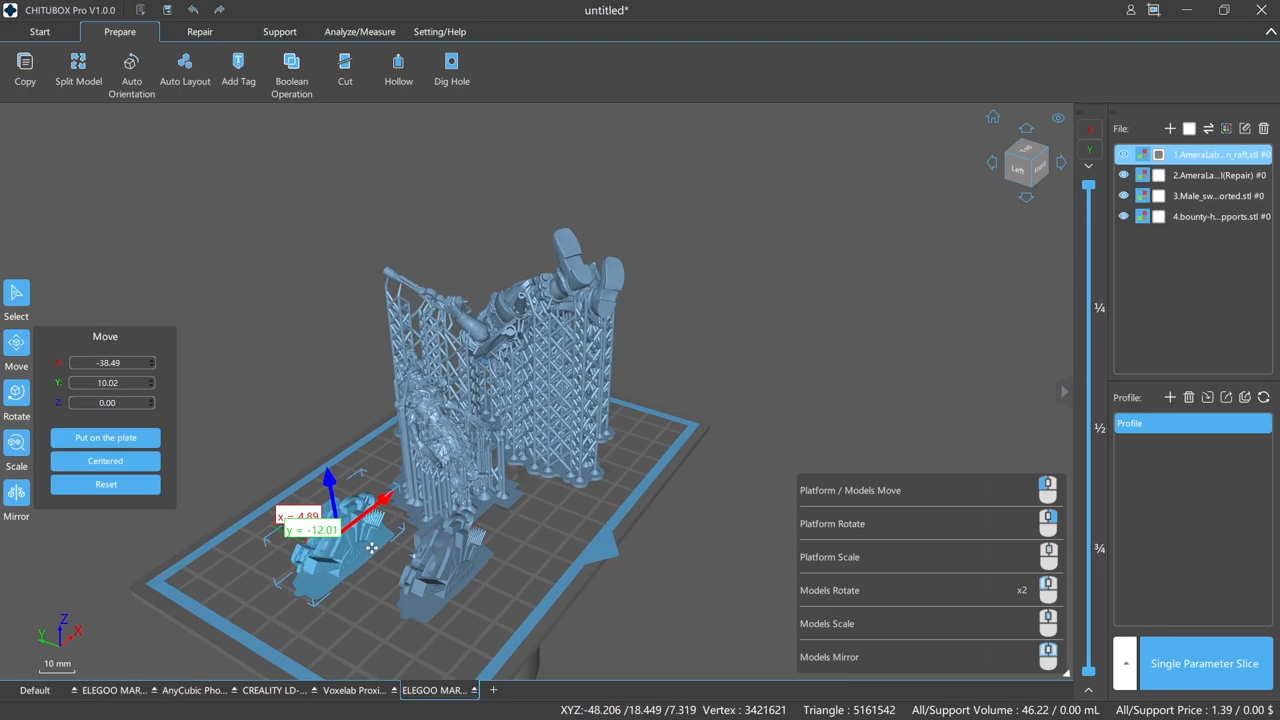 CHITUBOX Pro V1.0.0
untitled*
Start
Prepare
Repair
Support
Analyze/Measure
Setting/Help
Copy
Split Model
Auto
Orientation
Auto Layout
Add Tag
Boolean
Operation
Cut
Hollow
Dig Hole
Top
Left
Front
X
Y
File:
1.AmeraLab...n_raft.stl #0
2.AmeraLa...l(Repair) #0
3.Male_sw...orted.stl #0
4.bounty-h...pports.stl #0
¼
½
¾
Select
Move
Rotate
Scale
Mirror
Move
X: -38.49
Y: 10.02
Z: 0.00
Put on the plate
Centered
Reset
x = 4.89
y = -12.01
Profile:
Profile
Platform / Models Move
Platform Rotate
Platform Scale
Models Rotate x2
Models Scale
Models Mirror
Z
Y
X
10 mm
Single Parameter Slice
Default
ELEGOO MAR...
AnyCubic Pho...
CREALITY LD-...
Voxelab Proxi...
ELEGOO MAR...
XYZ:-48.206 /18.449 /7.319 Vertex : 3421621 Triangle : 5161542 All/Support Volume : 46.22 / 0.00 mL All/Support Price : 1.39 / 0.00 $